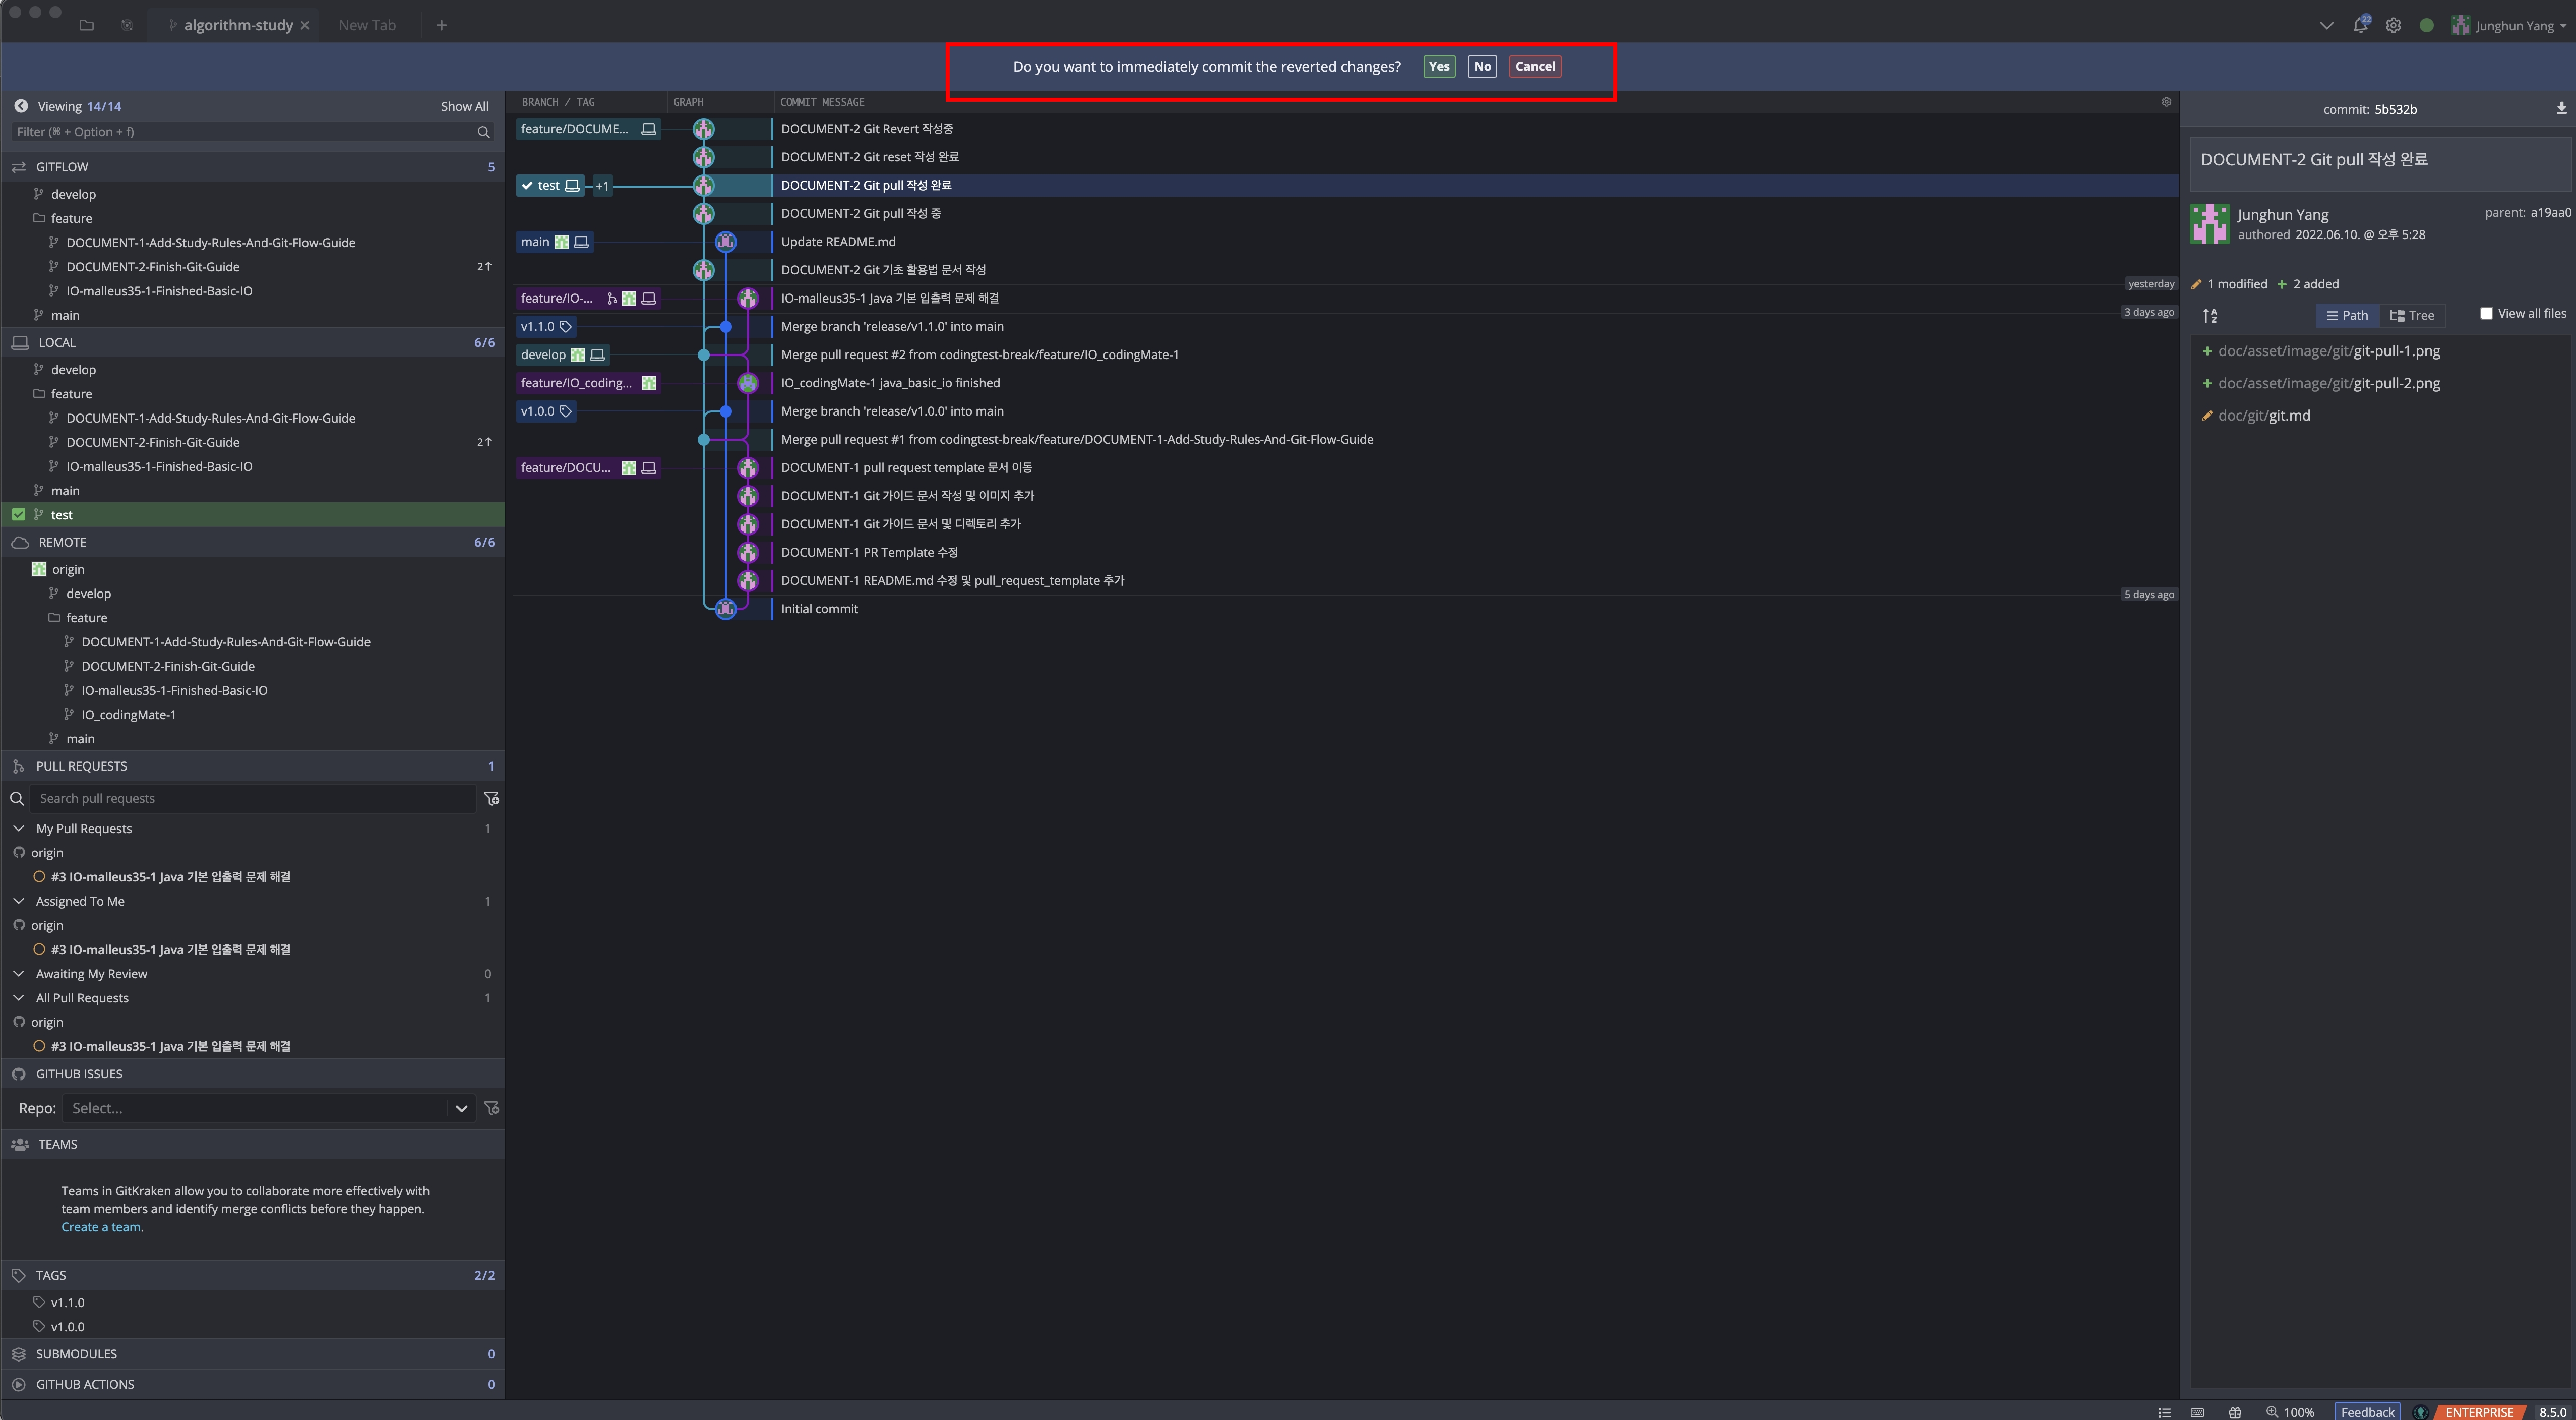 algorithm-study
New Tab
22
Junghun Yang
Do you want to immediately commit the reverted changes? Yes No Cancel
Viewing 14/14 Show All
Filter (⌘ + Option + f)
GITFLOW 5
develop
feature
DOCUMENT-1-Add-Study-Rules-And-Git-Flow-Guide
DOCUMENT-2-Finish-Git-Guide 2↑
IO-malleus35-1-Finished-Basic-IO
main
LOCAL 6/6
develop
feature
DOCUMENT-1-Add-Study-Rules-And-Git-Flow-Guide
DOCUMENT-2-Finish-Git-Guide 2↑
IO-malleus35-1-Finished-Basic-IO
main
test
REMOTE 6/6
origin
develop
feature
DOCUMENT-1-Add-Study-Rules-And-Git-Flow-Guide
DOCUMENT-2-Finish-Git-Guide
IO-malleus35-1-Finished-Basic-IO
IO_codingMate-1
main
PULL REQUESTS 1
Search pull requests
My Pull Requests 1
origin
#3 IO-malleus35-1 Java 기본 입출력 문제 해결
Assigned To Me 1
origin
#3 IO-malleus35-1 Java 기본 입출력 문제 해결
Awaiting My Review 0
All Pull Requests 1
origin
#3 IO-malleus35-1 Java 기본 입출력 문제 해결
GITHUB ISSUES
Repo: Select...
TEAMS
Teams in GitKraken allow you to collaborate more effectively with
team members and identify merge conflicts before they happen.
Create a team.
TAGS 2/2
v1.1.0
v1.0.0
SUBMODULES 0
GITHUB ACTIONS 0
BRANCH / TAG GRAPH COMMIT MESSAGE
feature/DOCUME... DOCUMENT-2 Git Revert 작성중
DOCUMENT-2 Git reset 작성 완료
test +1 DOCUMENT-2 Git pull 작성 완료
DOCUMENT-2 Git pull 작성 중
main Update README.md
DOCUMENT-2 Git 기초 활용법 문서 작성
yesterday
feature/IO-... IO-malleus35-1 Java 기본 입출력 문제 해결
3 days ago
v1.1.0 Merge branch 'release/v1.1.0' into main
develop Merge pull request #2 from codingtest-break/feature/IO_codingMate-1
feature/IO_coding... IO_codingMate-1 java_basic_io finished
v1.0.0 Merge branch 'release/v1.0.0' into main
Merge pull request #1 from codingtest-break/feature/DOCUMENT-1-Add-Study-Rules-And-Git-Flow-Guide
feature/DOCU... DOCUMENT-1 pull request template 문서 이동
DOCUMENT-1 Git 가이드 문서 작성 및 이미지 추가
DOCUMENT-1 Git 가이드 문서 및 디렉토리 추가
DOCUMENT-1 PR Template 수정
DOCUMENT-1 README.md 수정 및 pull_request_template 추가
5 days ago
Initial commit
commit: 5b532b
DOCUMENT-2 Git pull 작성 완료
Junghun Yang parent: a19aa0
authored 2022.06.10. @ 오후 5:28
1 modified + 2 added
Path Tree View all files
+ doc/asset/image/git/git-pull-1.png
+ doc/asset/image/git/git-pull-2.png
doc/git/git.md
100% Feedback ENTERPRISE 8.5.0